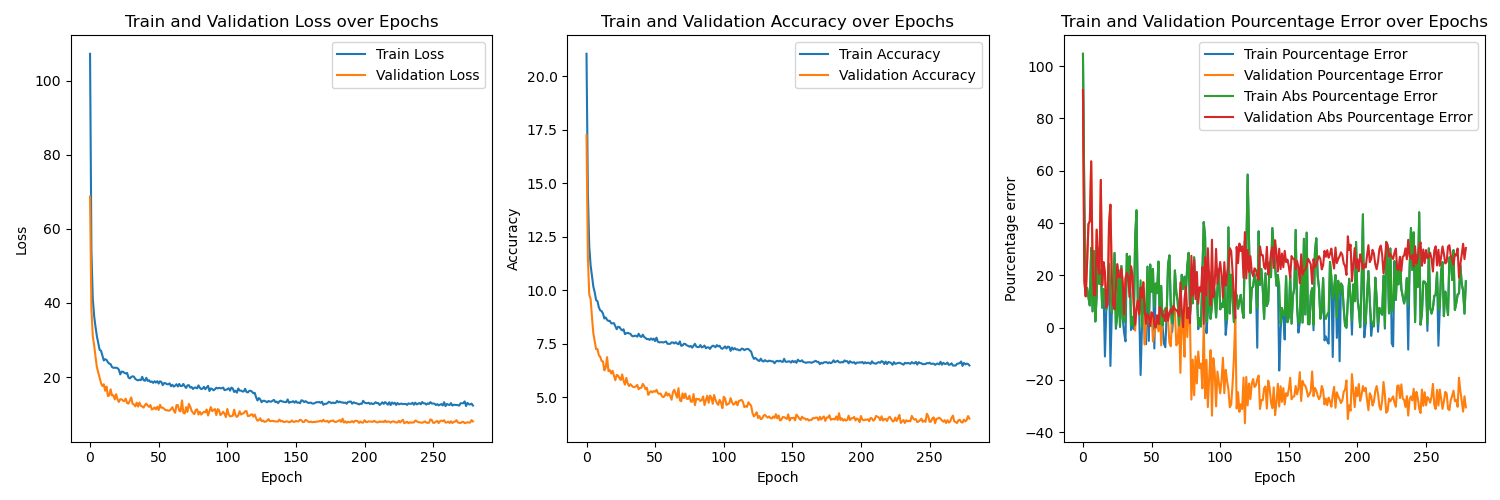 Train and Validation Loss over Epochs
Train Loss
Validation Loss
100
80
60
40
20
0
50
100
150
200
250
Loss
Epoch
Train and Validation Accuracy over Epochs
Train Accuracy
Validation Accuracy
20.0
17.5
15.0
12.5
10.0
7.5
5.0
0
50
100
150
200
250
Accuracy
Epoch
Train and Validation Pourcentage Error over Epochs
Train Pourcentage Error
Validation Pourcentage Error
Train Abs Pourcentage Error
Validation Abs Pourcentage Error
100
80
60
40
20
0
−20
−40
0
50
100
150
200
250
Pourcentage error
Epoch